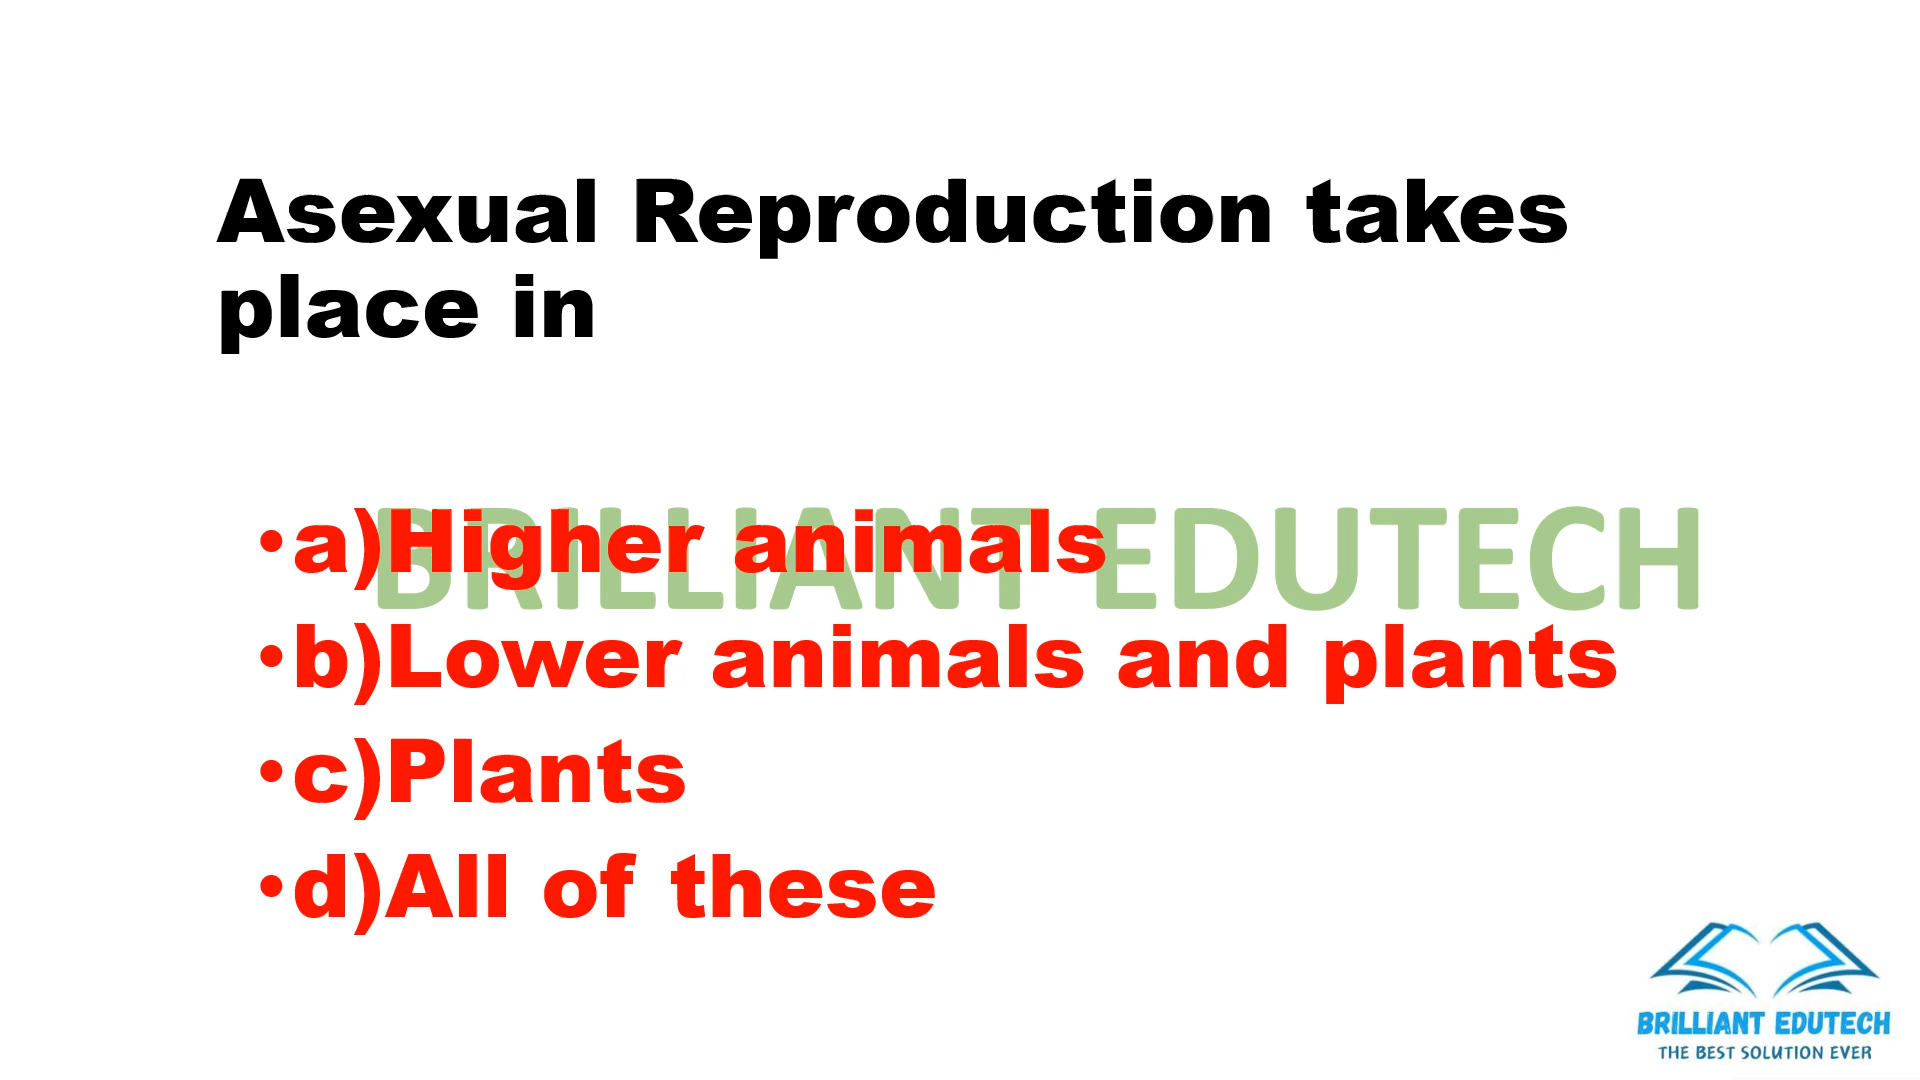 Asexual Reproduction takes
place in
BRILLIANT EDUTECH
•a)Higher animals
•b)Lower animals and plants
•c)Plants
•d)All of these
BRILLIANT EDUTECH
THE BEST SOLUTION EVER